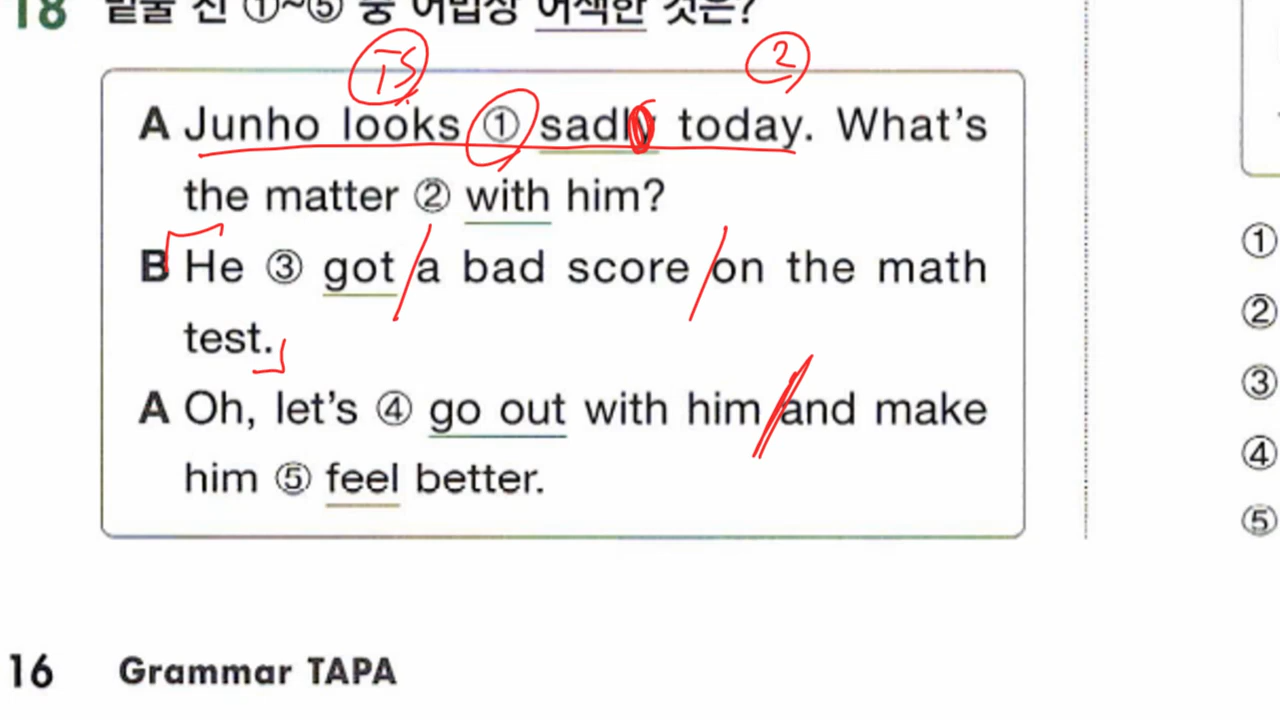 18 밑줄 친 ①~⑤ 중 어법상 어색한 것은?
TS
2
A Junho looks ① sadly today. What's
the matter ② with him?
B He ③ got a bad score on the math
test.
A Oh, let's ④ go out with him and make
him ⑤ feel better.
①
②
③
④
⑤
16 Grammar TAPA